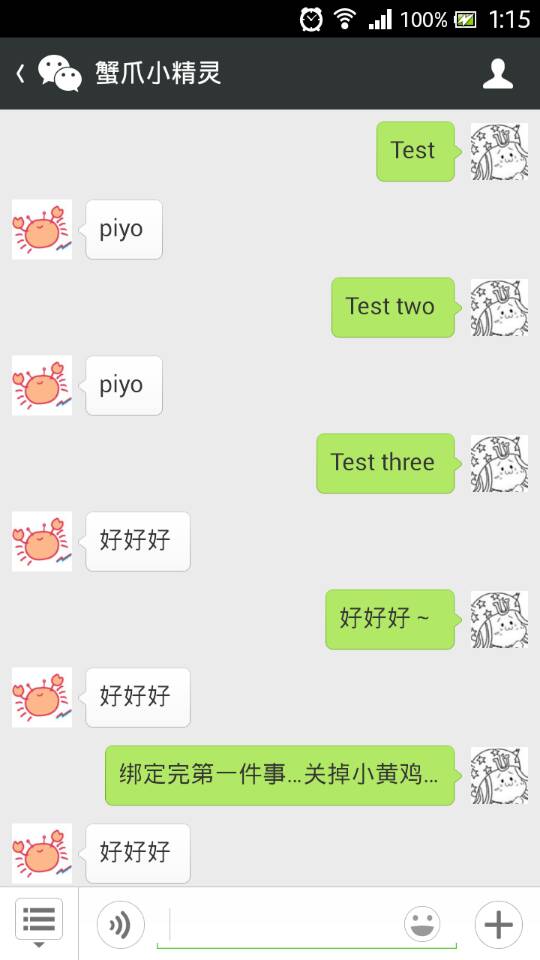 100% 1:15
蟹爪小精灵
Test
piyo
Test two
piyo
Test three
好好好
好好好 ~
好好好
绑定完第一件事...关掉小黄鸡...
好好好